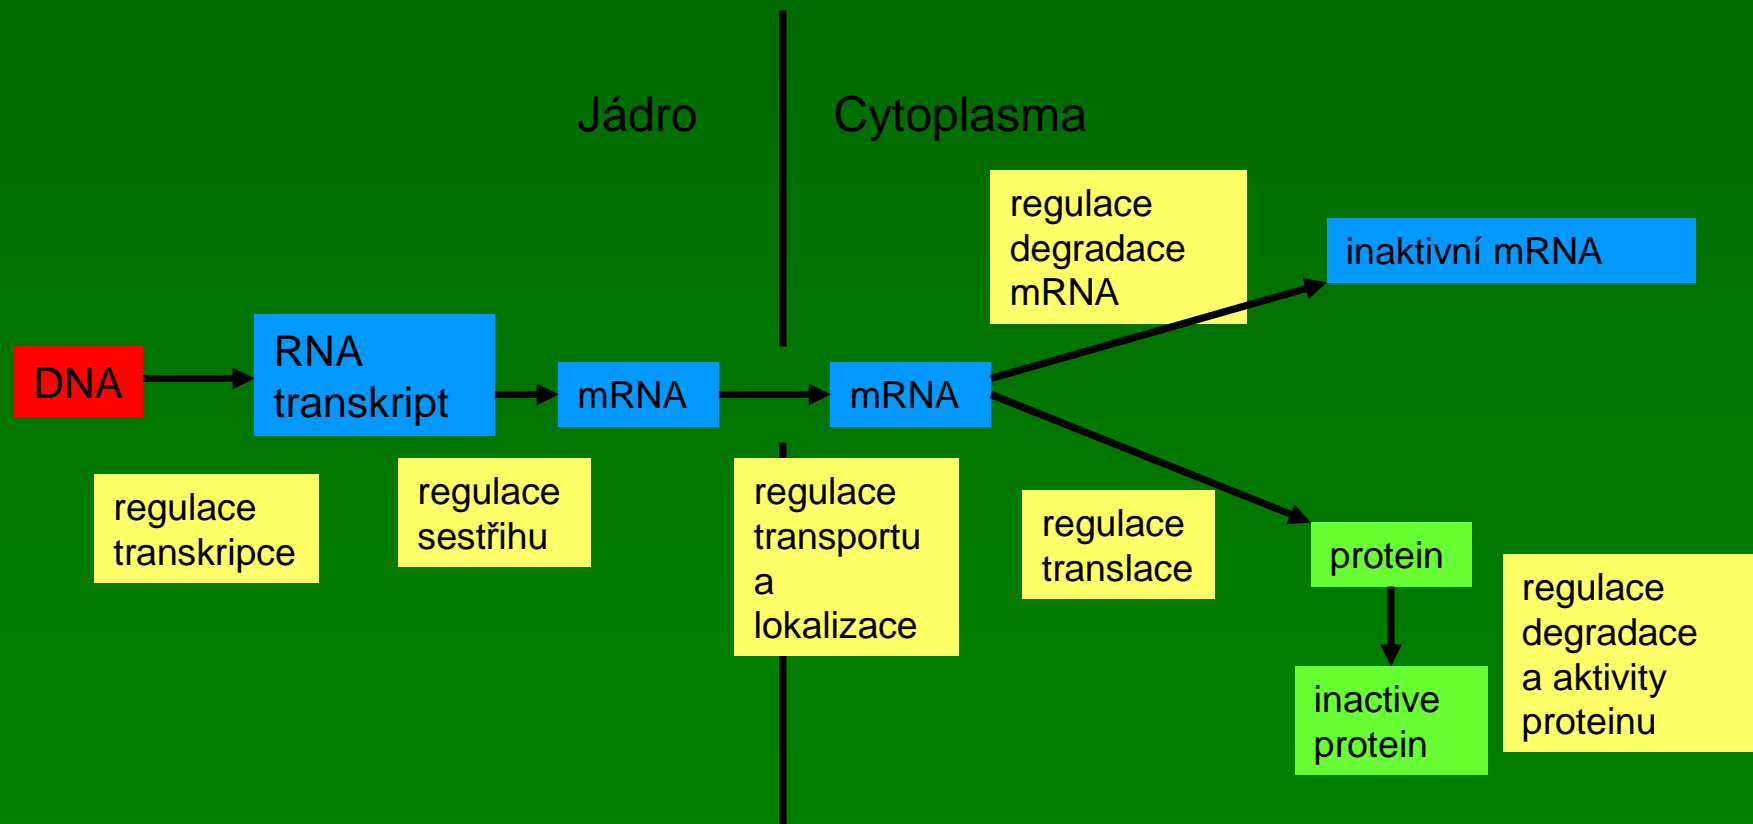 Jádro
Cytoplasma
regulace
degradace
mRNA
inaktivní mRNA
DNA
RNA
transkript
mRNA
mRNA
regulace
transkripce
regulace
sestřihu
regulace
transportu
a
lokalizace
regulace
translace
protein
regulace
degradace
a aktivity
proteinu
inactive
protein